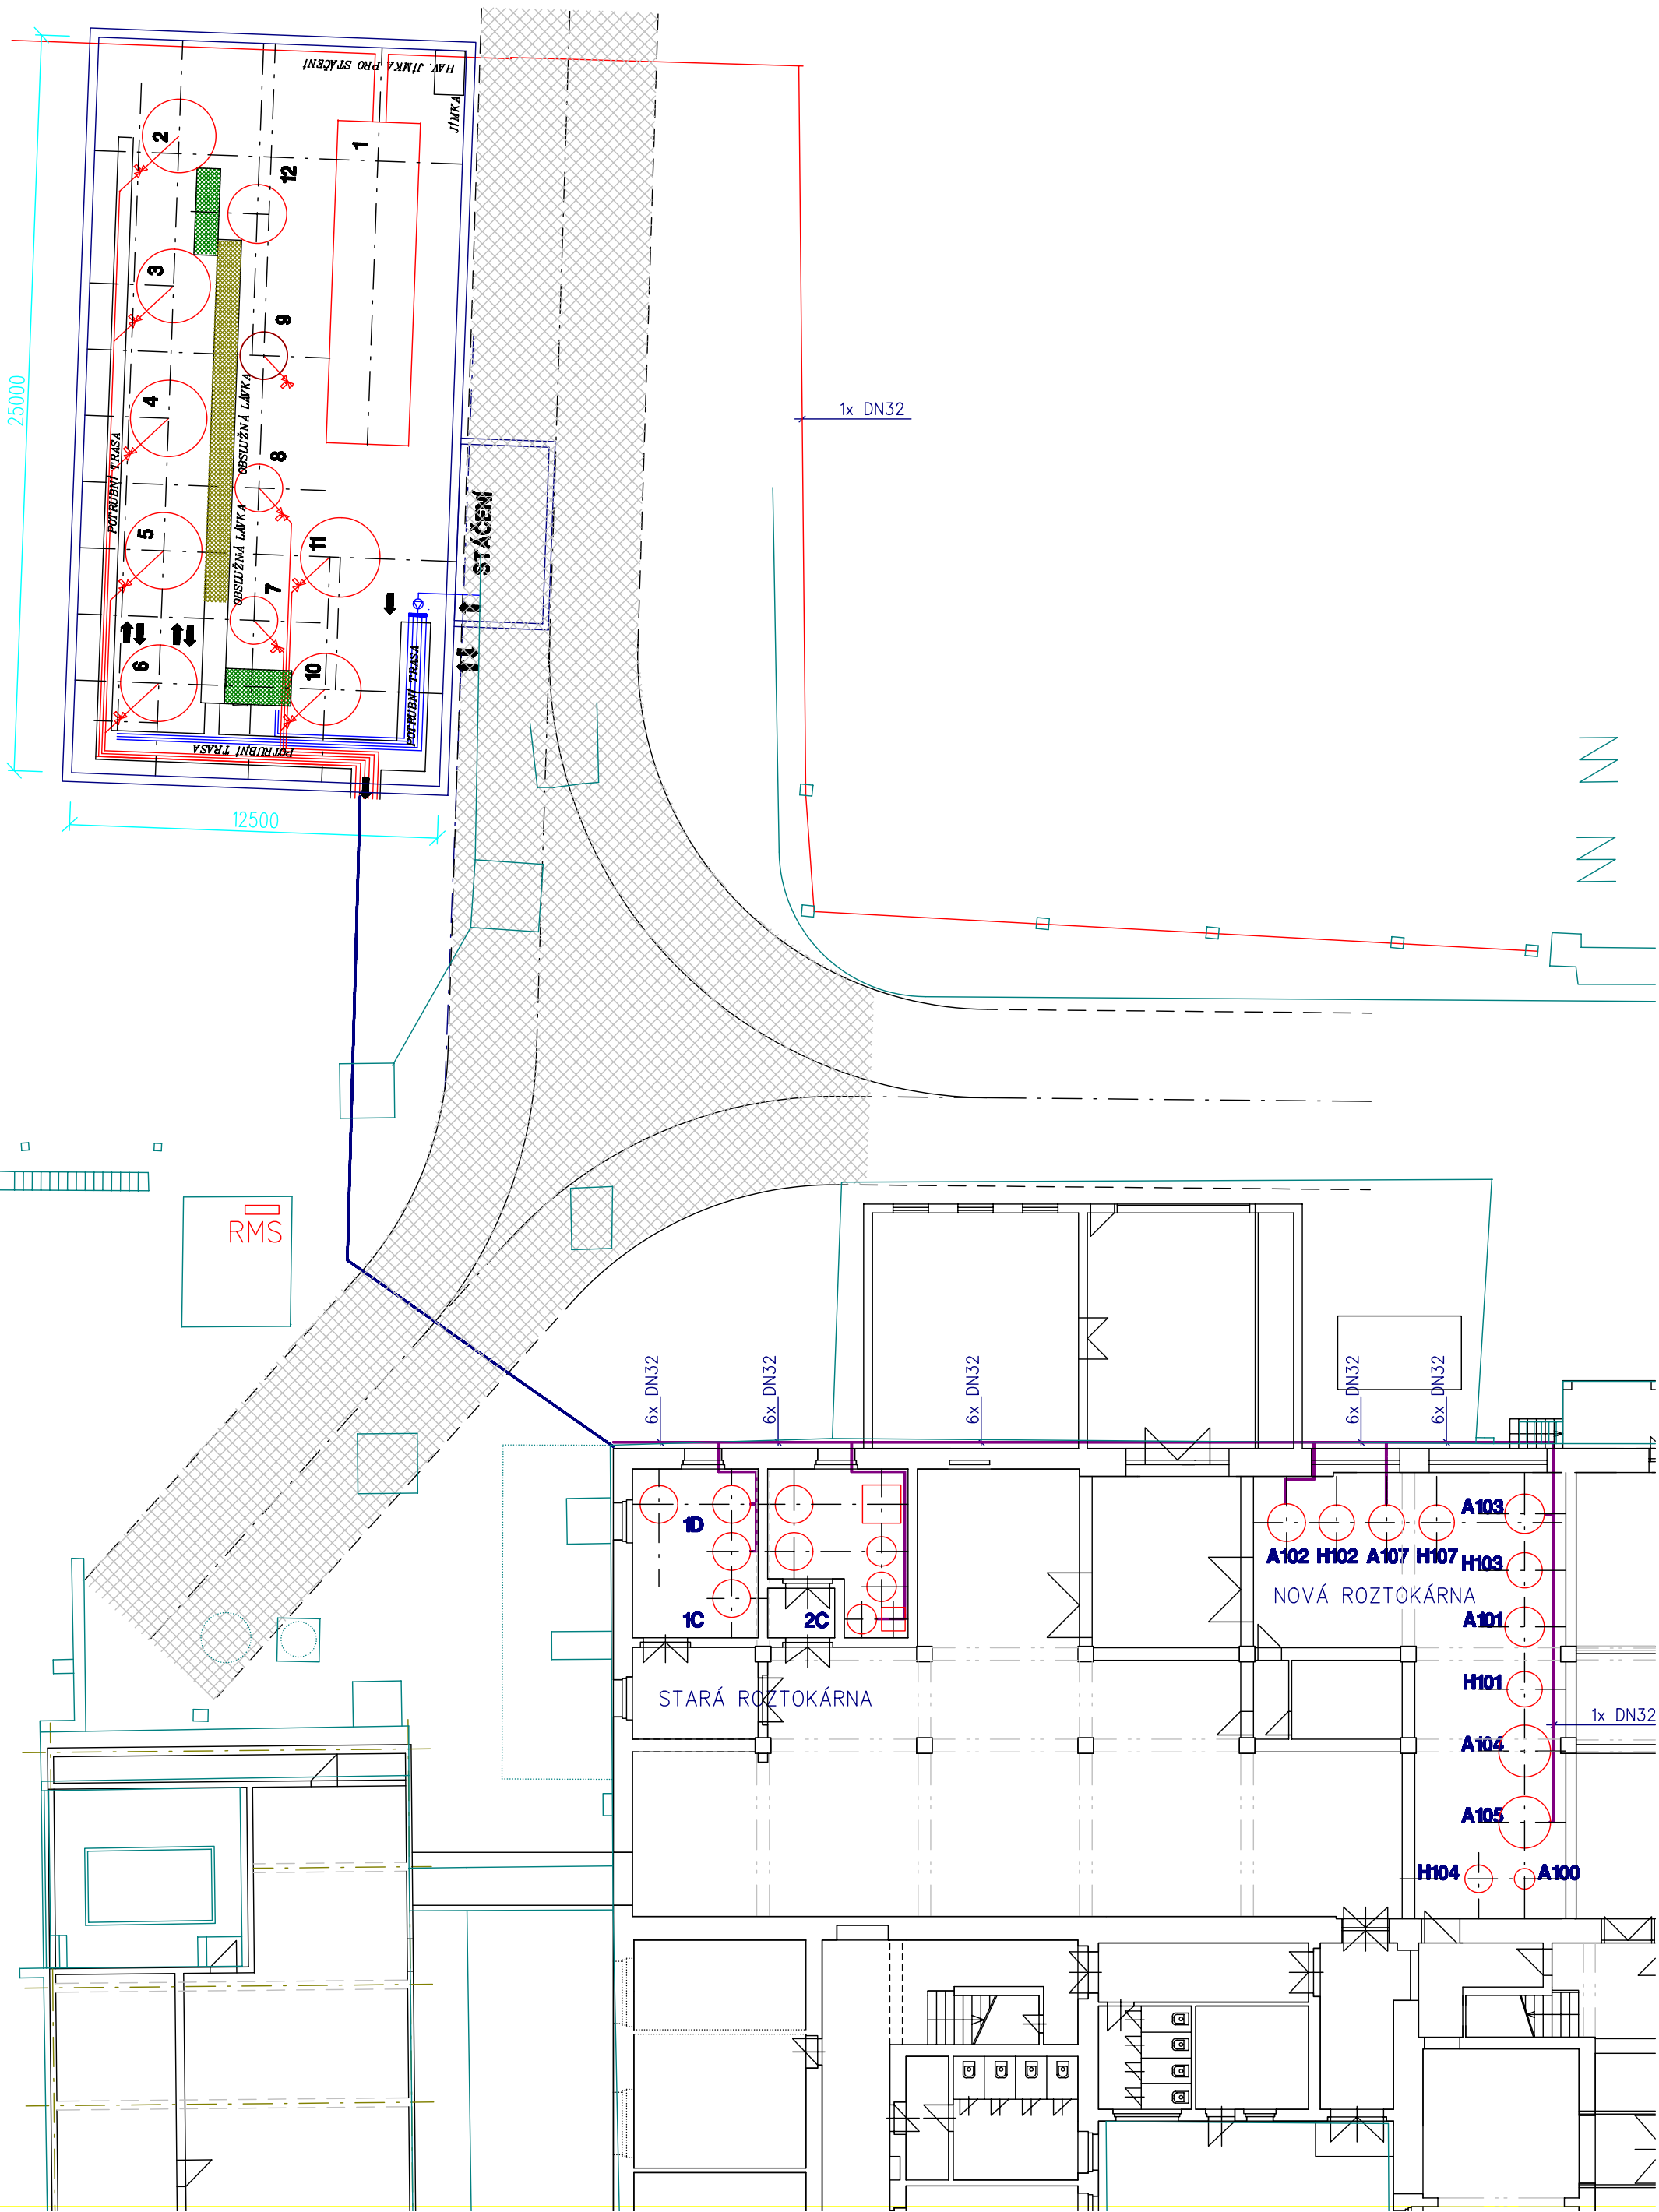 HAV. JÍMKA PRO STÁČENÍ
JÍMKA
1
2
12
3
9
4
8
5
11
7
6
10
POTRUBNÍ TRASA
OBSLUŽNÁ LÁVKA
OBSLUŽNÁ LÁVKA
STÁČENÍ
POTRUBNÍ TRASA
POTRUBNÍ TRASA
25000
12500
1x DN32
RMS
6x DN32
6x DN32
6x DN32
6x DN32
6x DN32
1D
1C
2C
A102 H102 A107 H107
A103
H103
NOVÁ ROZTOKÁRNA
A101
H101
STARÁ ROZTOKÁRNA
1x DN32
A104
A105
H104
A100